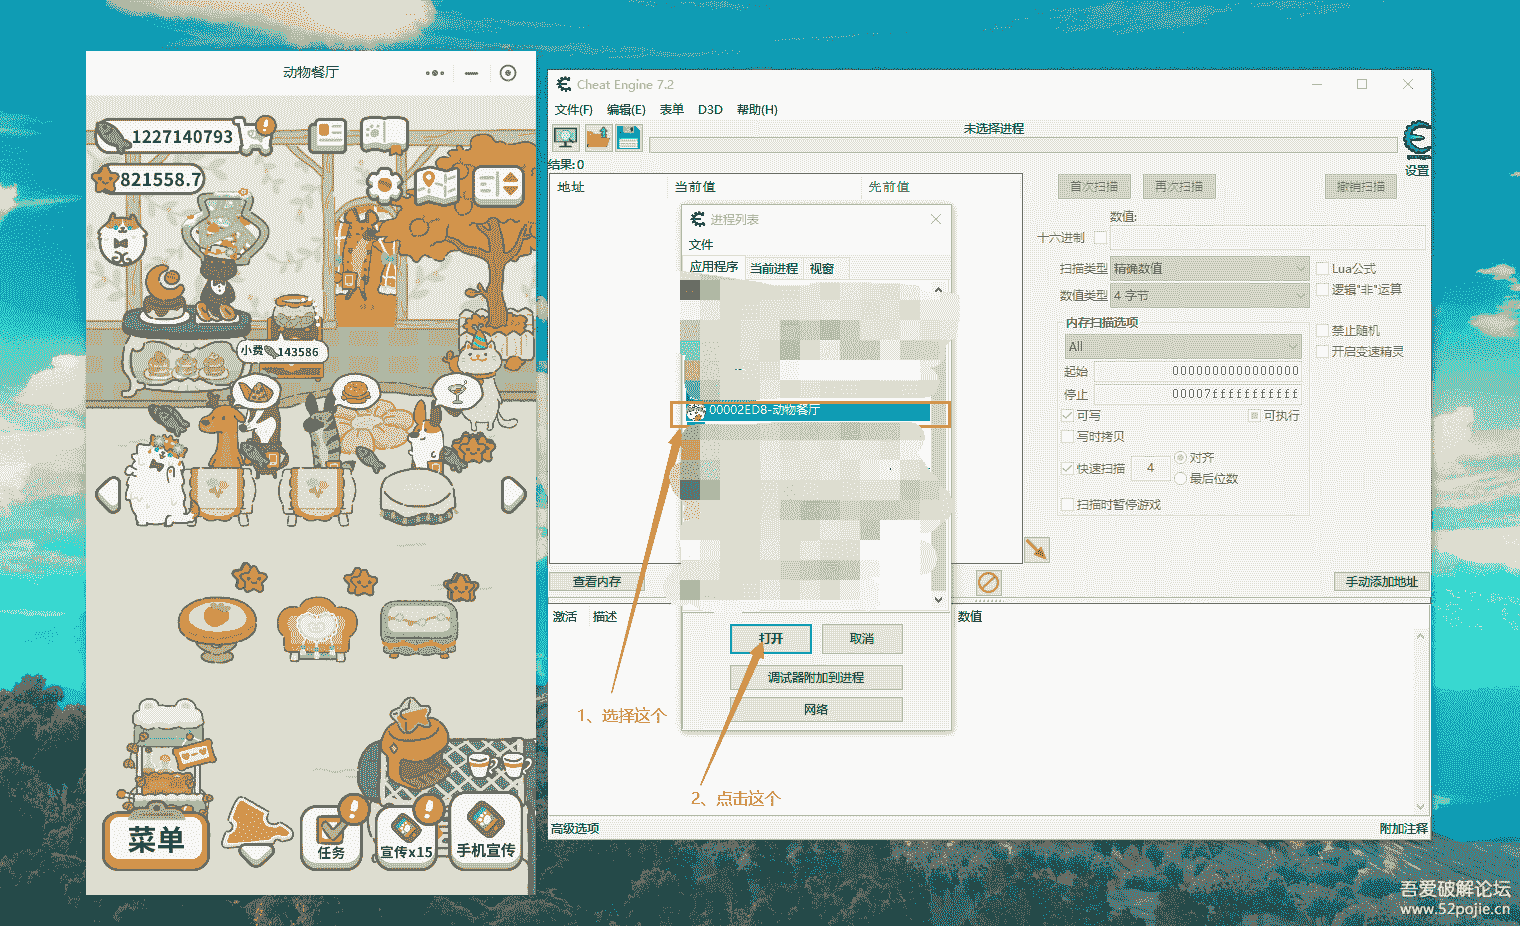 动物餐厅
1227140793
821558.7
小费 143586
菜单
任务
宣传x15
手机宣传
Cheat Engine 7.2
文件(F) 编辑(E) 表单 D3D 帮助(H)
未选择进程
设置
结果: 0
地址 当前值 先前值
首次扫描 再次扫描 撤销扫描
数值:
十六进制
扫描类型 精确数值 Lua公式
数值类型 4 字节 逻辑"非"运算
内存扫描选项
All
禁止随机
开启变速精灵
起始 0000000000000000
停止 00007fffffffffff
可写 可执行
写时拷贝
快速扫描 4 对齐
最后位数
扫描时暂停游戏
查看内存 手动添加地址
激活 描述 数值
高级选项 附加注释
进程列表
文件
应用程序 当前进程 视窗
00002ED8-动物餐厅
打开 取消
调试器附加到进程
网络
1、选择这个
2、点击这个
吾爱破解论坛
www.52pojie.cn